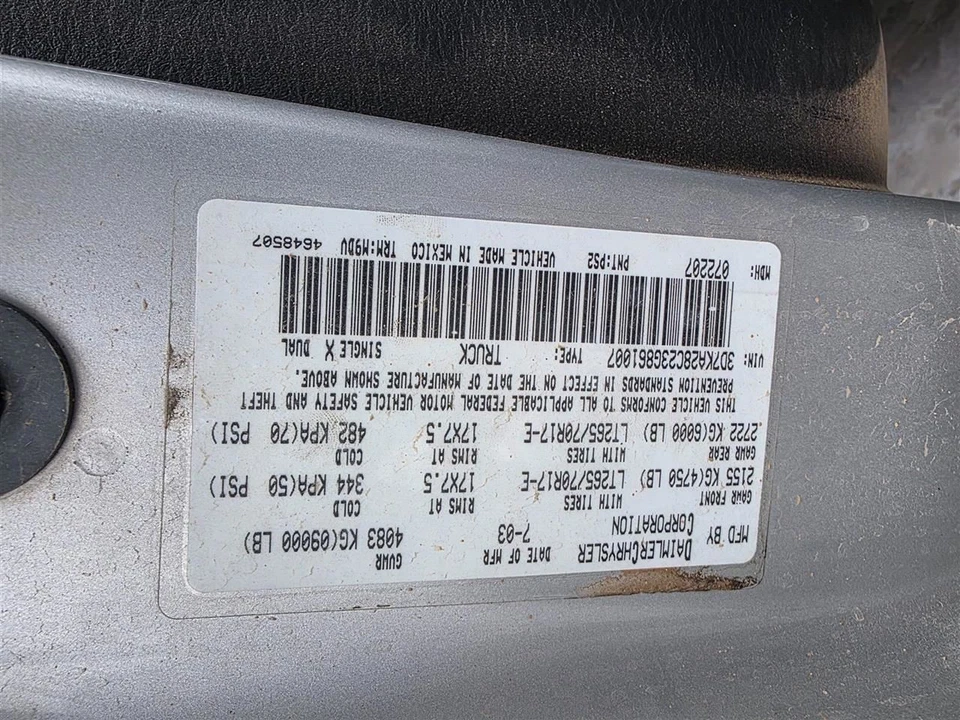 MFD BY DAIMLERCHRYSLER CORPORATION DATE OF MFR 7-03 GVWR 4083 KG(09000 LB)
GAWR FRONT WITH TIRES RIMS AT COLD
2155 KG(4750 LB) LT265/70R17-E 17X7.5 344 KPA(50 PSI)
GAWR REAR WITH TIRES RIMS AT COLD
2722 KG(6000 LB) LT265/70R17-E 17X7.5 482 KPA(70 PSI)
THIS VEHICLE CONFORMS TO ALL APPLICABLE FEDERAL MOTOR VEHICLE SAFETY AND THEFT
PREVENTION STANDARDS IN EFFECT ON THE DATE OF MANUFACTURE SHOWN ABOVE.
VIN: 3D7KA28C23G861007 TYPE: TRUCK SINGLE X DUAL
MDH: 072207 PNT:PS2 VEHICLE MADE IN MEXICO TRM:M9DV 4648507